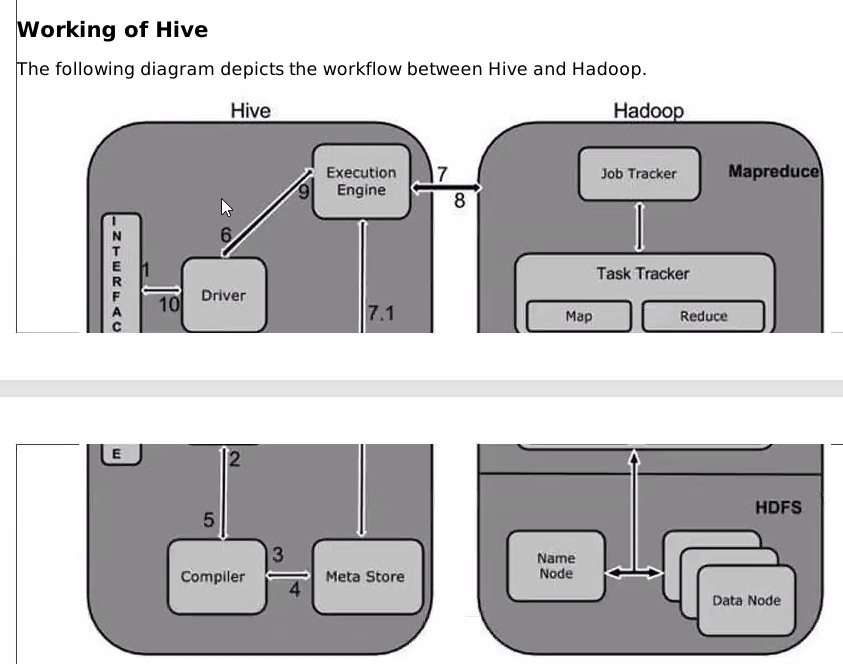 Working of Hive
The following diagram depicts the workflow between Hive and Hadoop.
Hive
Hadoop
Execution
Engine
7
8
Job Tracker
Mapreduce
9
6
INTERFAC
1
10
Driver
7.1
Task Tracker
Map
Reduce
E
2
5
HDFS
Compiler
3
4
Meta Store
Name
Node
Data Node